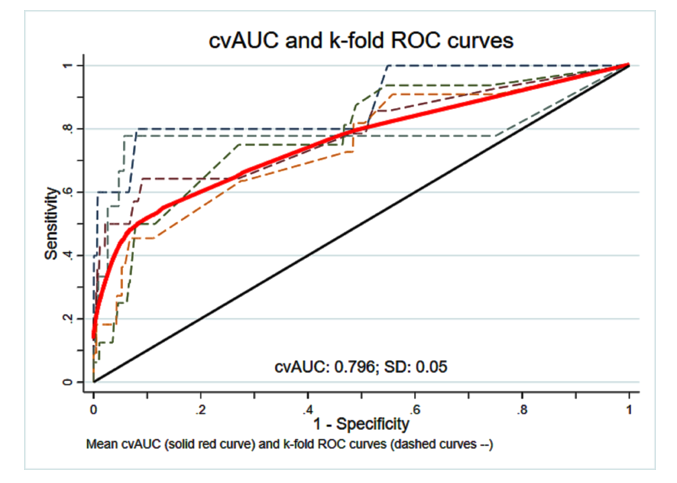 cvAUC and k-fold ROC curves
Sensitivity
1
.8
.6
.4
.2
0
cvAUC: 0.796; SD: 0.05
0 .2 .4 .6 .8 1
1 - Specificity
Mean cvAUC (solid red curve) and k-fold ROC curves (dashed curves --)